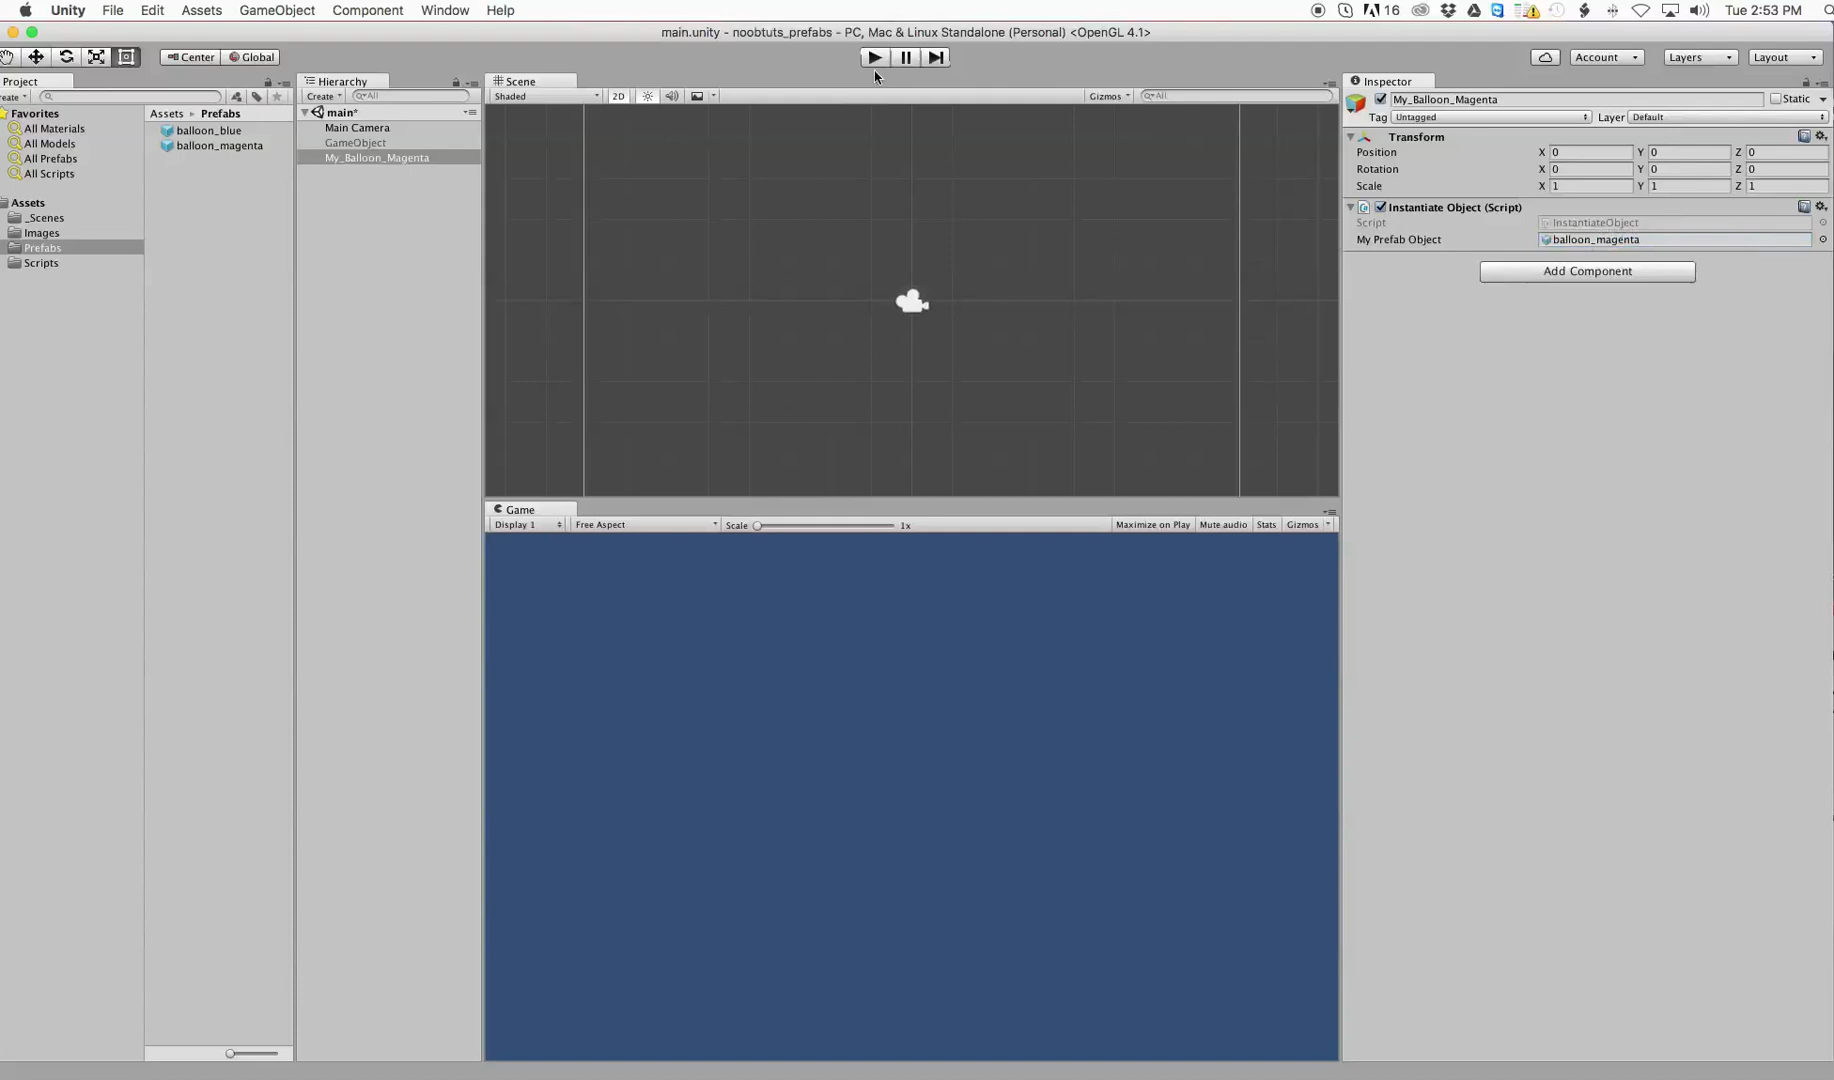 Unity File Edit Assets GameObject Component Window Help 16 Tue 2:53 PM
main.unity - noobtuts_prefabs - PC, Mac & Linux Standalone (Personal) <OpenGL 4.1>
Center Global Account Layers Layout
Project Hierarchy Scene Inspector
reate Create All Shaded 2D Gizmos All My_Balloon_Magenta Static
Favorites Assets Prefabs main* Tag Untagged Layer Default
All Materials balloon_blue Main Camera Transform
All Models balloon_magenta GameObject Position X 0 Y 0 Z 0
All Prefabs My_Balloon_Magenta Rotation X 0 Y 0 Z 0
All Scripts Scale X 1 Y 1 Z 1
Assets Instantiate Object (Script)
_Scenes Script InstantiateObject
Images My Prefab Object balloon_magenta
Prefabs
Scripts Add Component
Game
Display 1 Free Aspect Scale 1x Maximize on Play Mute audio Stats Gizmos